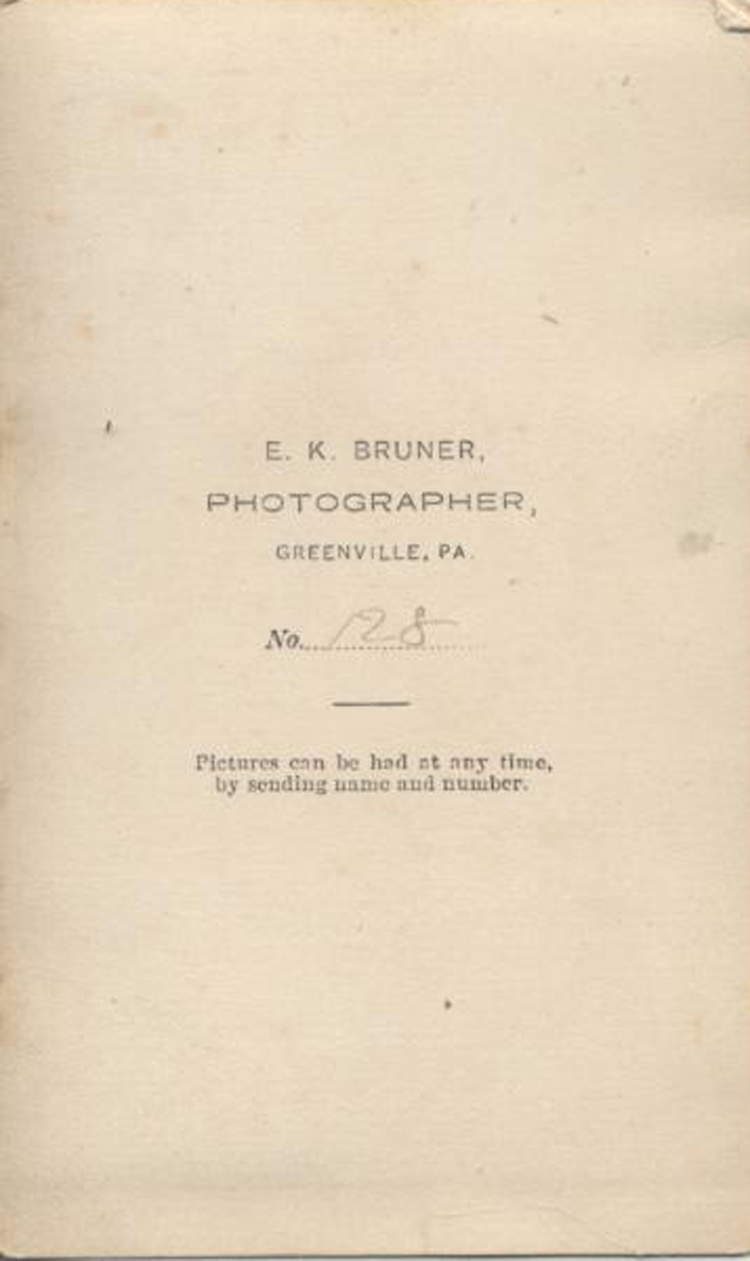 E. K. BRUNER,
PHOTOGRAPHER,
GREENVILLE, PA.
No. 128
Pictures can be had at any time,
by sending name and number.